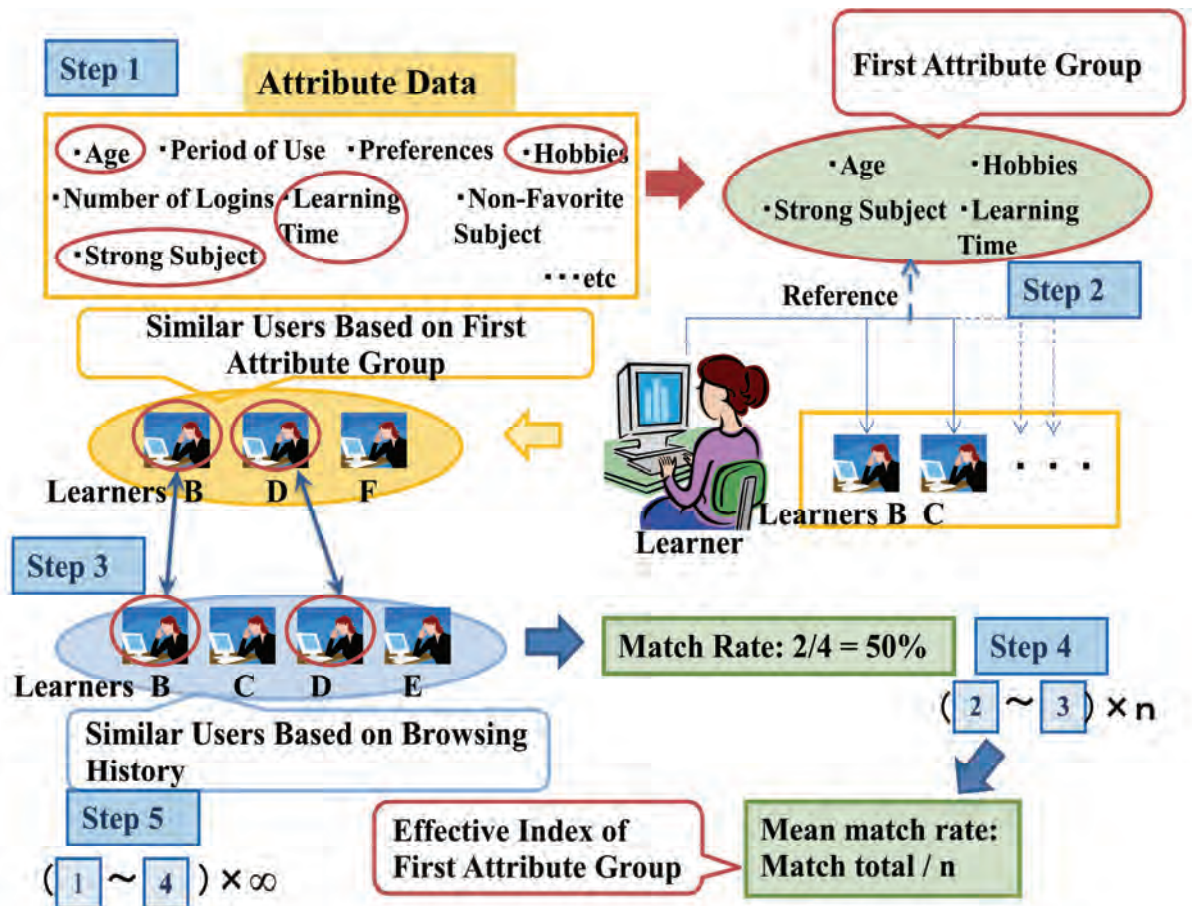 Step 1
Attribute Data
・Age ・Period of Use ・Preferences ・Hobbies
・Number of Logins ・Learning Time ・Non-Favorite Subject
・Strong Subject
・・・etc
First Attribute Group
・Age ・Hobbies
・Strong Subject ・Learning Time
Step 2
Reference
Similar Users Based on First
Attribute Group
Learners B D F
Learner
Learners B C ・・・
Step 3
Learners B C D E
Similar Users Based on Browsing
History
Match Rate: 2/4 = 50%
Step 4
( 2 ~ 3 ) × n
Step 5
( 1 ~ 4 ) × ∞
Effective Index of
First Attribute Group
Mean match rate:
Match total / n